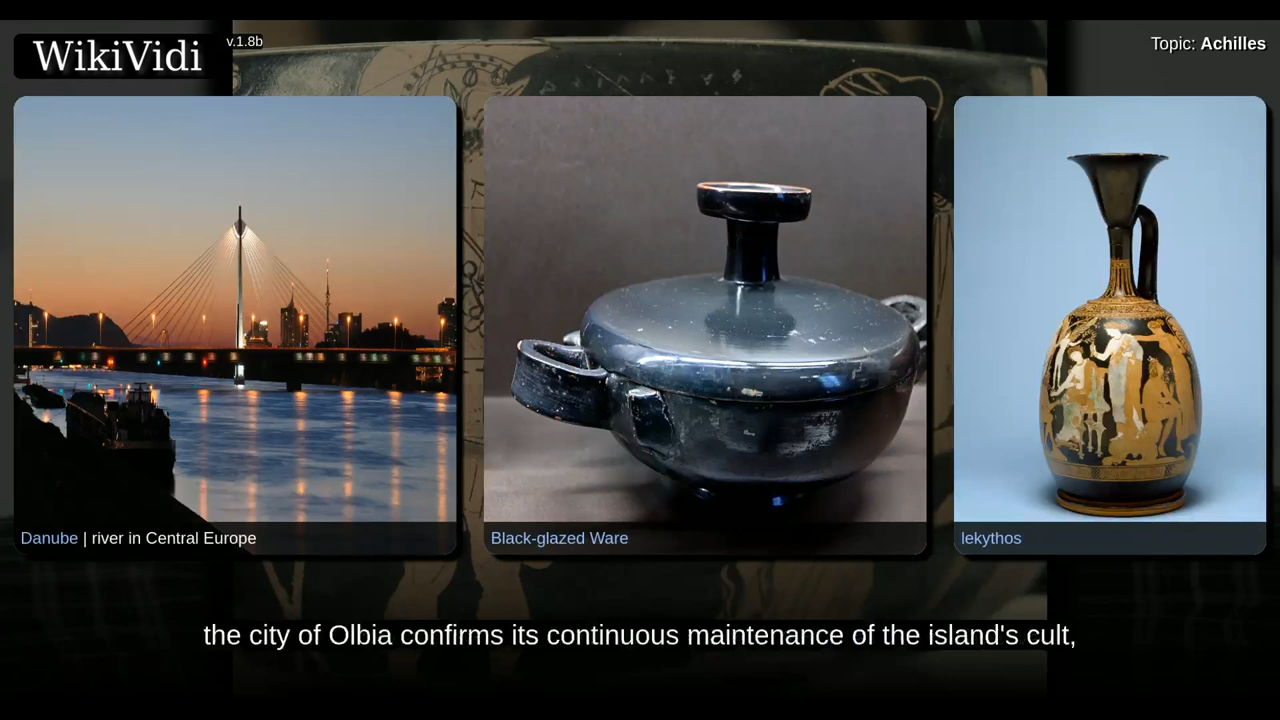 WikiVidi
v.1.8b
Topic: Achilles
Danube | river in Central Europe
Black-glazed Ware
lekythos
the city of Olbia confirms its continuous maintenance of the island's cult,